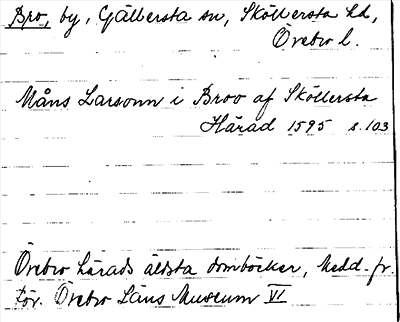 Bro, by, Gällersta sn, Sköllersta hd,
Örebro l.
Måns Larsonn i Broo af Sköllersta
Härad 1595 s. 103
Örebro härads äldsta domböcker, Medd. fr.
För. Örebro Läns Museum VI